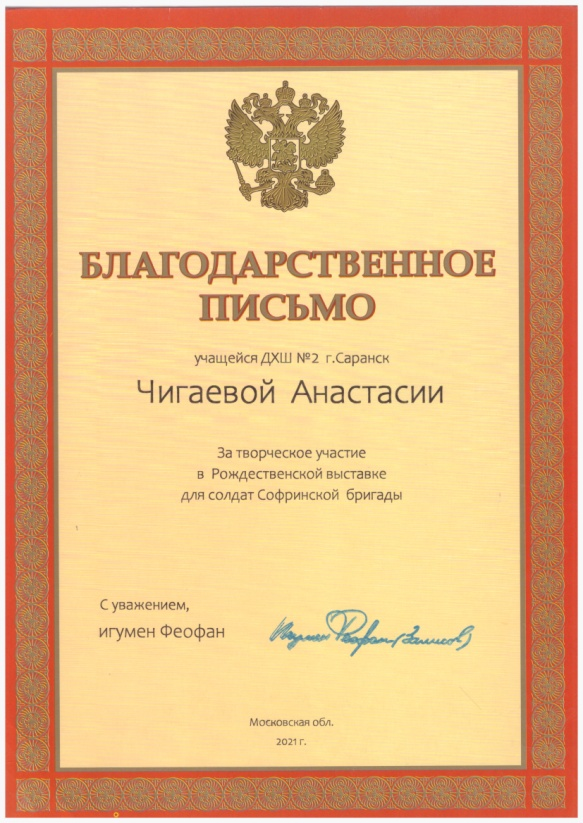 БЛАГОДАРСТВЕННОЕ
ПИСЬМО
учащейся ДХШ №2 г.Саранск
Чигаевой Анастасии
За творческое участие
в Рождественской выставке
для солдат Софринской бригады
С уважением,
игумен Феофан
Игумен Феофан
Московская обл.
2021 г.